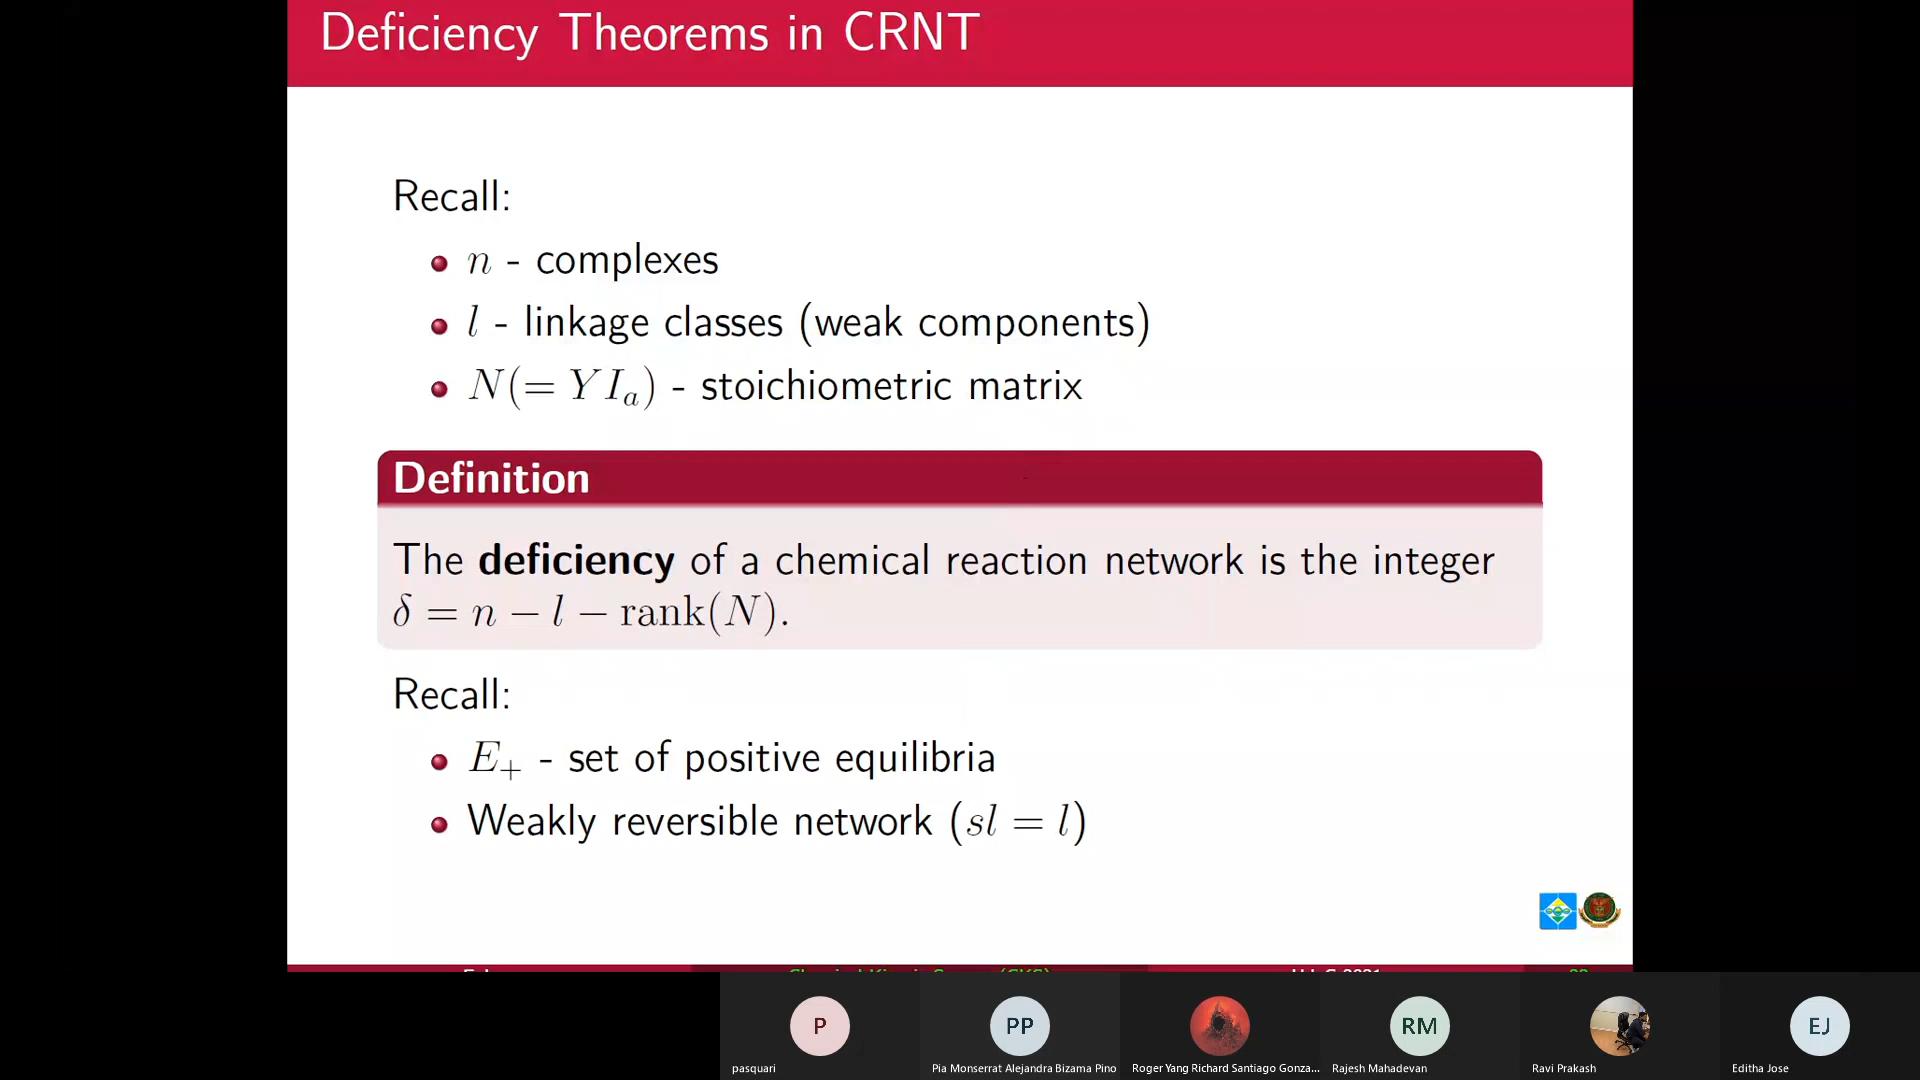 Deficiency Theorems in CRNT
Recall:
n - complexes
l - linkage classes (weak components)
N(= Y Iₐ) - stoichiometric matrix
Definition
The deficiency of a chemical reaction network is the integer
δ = n − l − rank(N).
Recall:
E₊ - set of positive equilibria
Weakly reversible network (sl = l)
P
PP
RM
EJ
pasquari
Pia Monserrat Alejandra Bizama Pino
Roger Yang Richard Santiago Gonza...
Rajesh Mahadevan
Ravi Prakash
Editha Jose